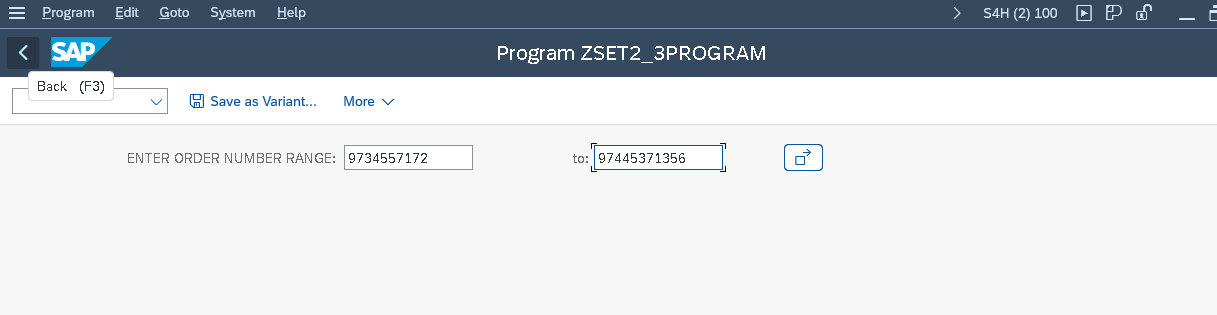 Program Edit Goto System Help S4H (2) 100
SAP Program ZSET2_3PROGRAM
Back (F3)
Save as Variant... More
ENTER ORDER NUMBER RANGE: 9734557172 to: 97445371356